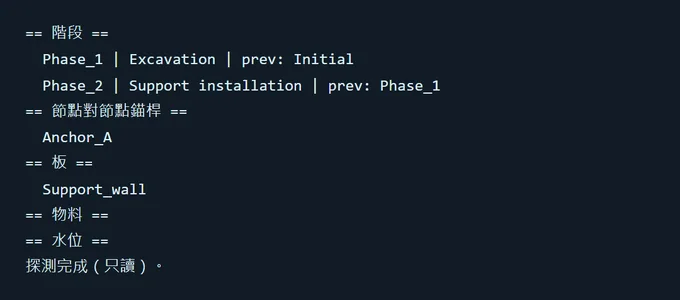 == 階段 ==
Phase_1 | Excavation | prev: Initial
Phase_2 | Support installation | prev: Phase_1
== 節點對節點錨桿 ==
Anchor_A
== 板 ==
Support_wall
== 物料 ==
== 水位 ==
探測完成（只讀）。